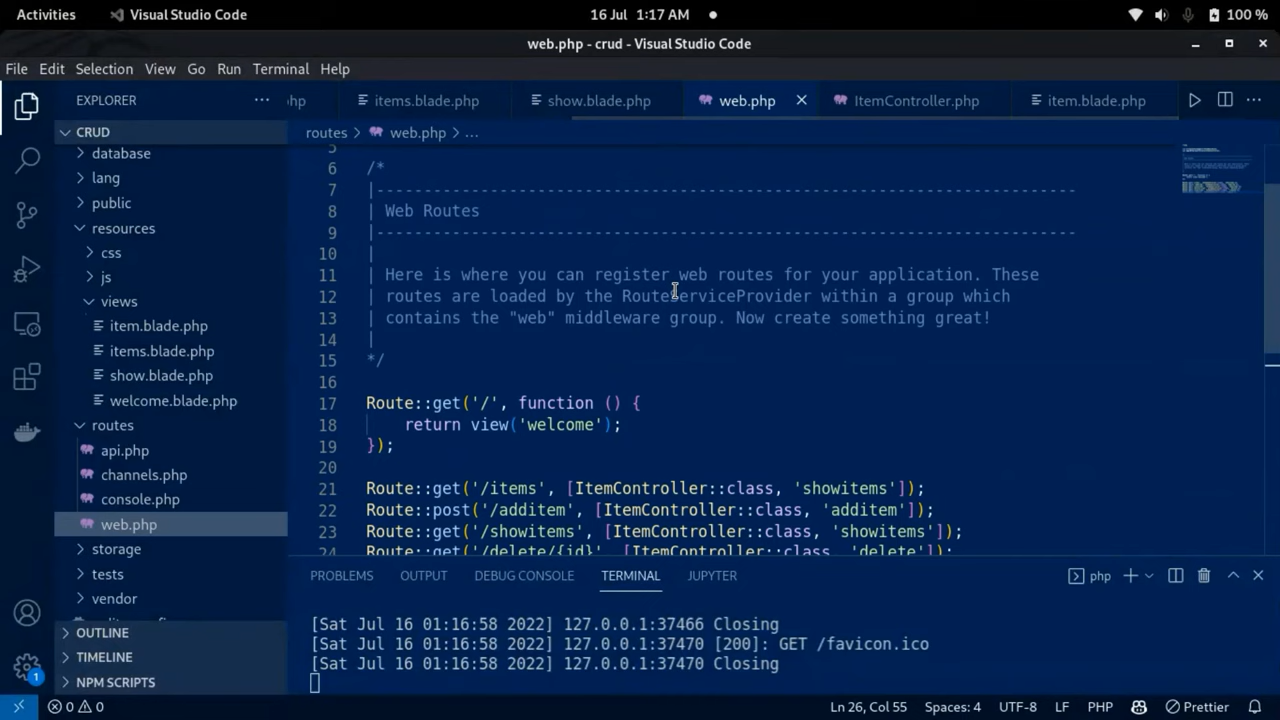 Activities
Visual Studio Code
16 Jul 1:17 AM
100 %
web.php - crud - Visual Studio Code
File Edit Selection View Go Run Terminal Help
EXPLORER
hp
items.blade.php
show.blade.php
web.php
ItemController.php
item.blade.php
CRUD
database
lang
public
resources
css
js
views
item.blade.php
items.blade.php
show.blade.php
welcome.blade.php
routes
api.php
channels.php
console.php
web.php
storage
tests
vendor
OUTLINE
TIMELINE
NPM SCRIPTS
1
routes > web.php > ...
5
6 /*
7 |--------------------------------------------------------------------------
8 | Web Routes
9 |--------------------------------------------------------------------------
10 |
11 | Here is where you can register web routes for your application. These
12 | routes are loaded by the RouteServiceProvider within a group which
13 | contains the "web" middleware group. Now create something great!
14 |
15 */
16
17 Route::get('/', function () {
18 return view('welcome');
19 });
20
21 Route::get('/items', [ItemController::class, 'showitems']);
22 Route::post('/additem', [ItemController::class, 'additem']);
23 Route::get('/showitems', [ItemController::class, 'showitems']);
24 Route::get('/delete/{id}', [ItemController::class, 'delete']);
PROBLEMS OUTPUT DEBUG CONSOLE TERMINAL JUPYTER
php
[Sat Jul 16 01:16:58 2022] 127.0.0.1:37466 Closing
[Sat Jul 16 01:16:58 2022] 127.0.0.1:37470 [200]: GET /favicon.ico
[Sat Jul 16 01:16:58 2022] 127.0.0.1:37470 Closing
0 0
Ln 26, Col 55 Spaces: 4 UTF-8 LF PHP Prettier